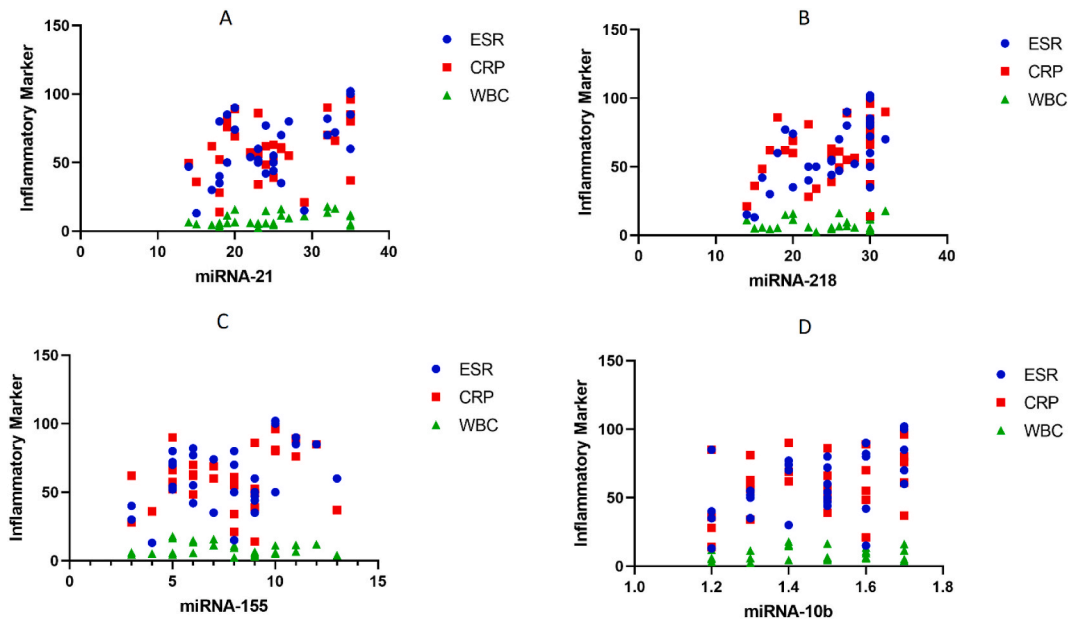 A
Inflammatory Marker
150
100
50
0
0 10 20 30 40
miRNA-21
ESR
CRP
WBC
B
Inflammatory Marker
150
100
50
0
0 10 20 30 40
miRNA-218
ESR
CRP
WBC
C
Inflammatory Marker
150
100
50
0
0 5 10 15
miRNA-155
ESR
CRP
WBC
D
Inflammatory Marker
150
100
50
0
1.0 1.2 1.4 1.6 1.8
miRNA-10b
ESR
CRP
WBC